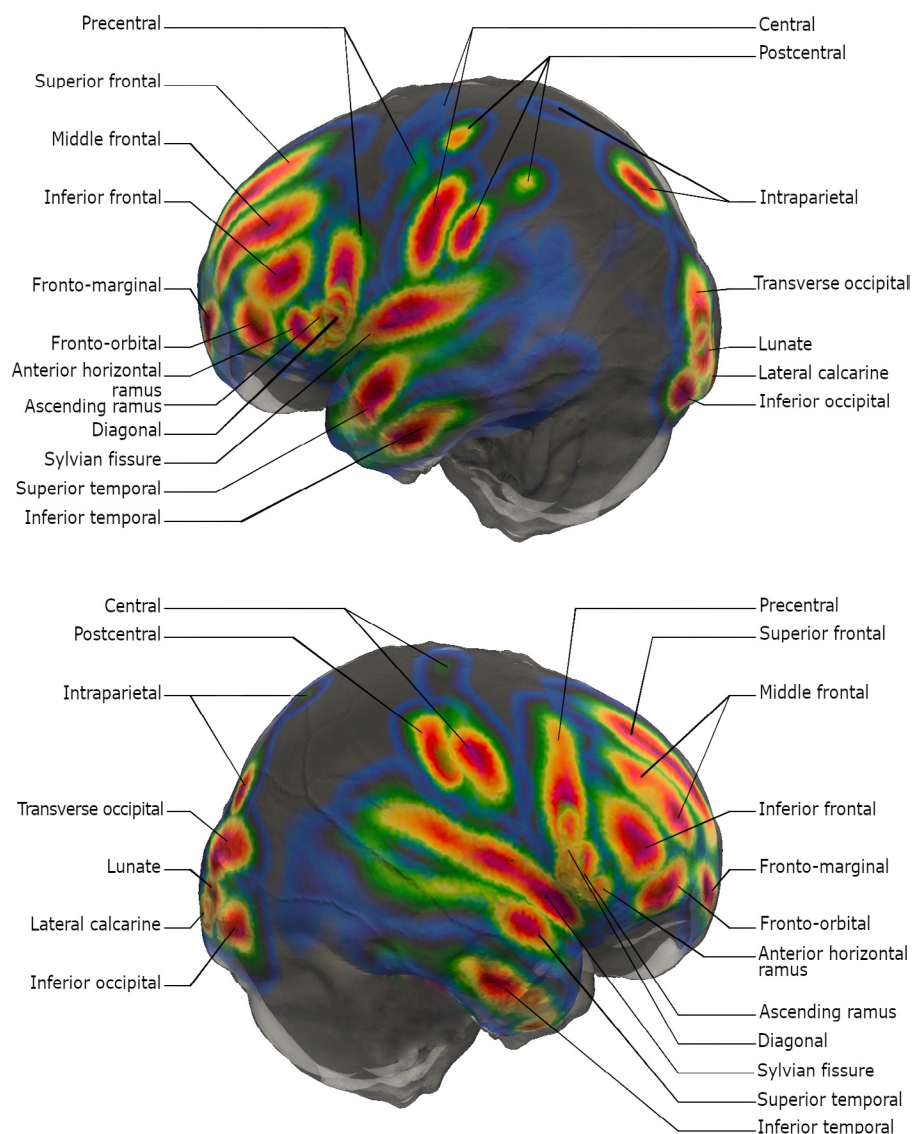 Precentral
Superior frontal
Middle frontal
Inferior frontal
Fronto-marginal
Fronto-orbital
Anterior horizontal
ramus
Ascending ramus
Diagonal
Sylvian fissure
Superior temporal
Inferior temporal
Central
Postcentral
Intraparietal
Transverse occipital
Lunate
Lateral calcarine
Inferior occipital
Central
Postcentral
Intraparietal
Transverse occipital
Lunate
Lateral calcarine
Inferior occipital
Precentral
Superior frontal
Middle frontal
Inferior frontal
Fronto-marginal
Fronto-orbital
Anterior horizontal
ramus
Ascending ramus
Diagonal
Sylvian fissure
Superior temporal
Inferior temporal